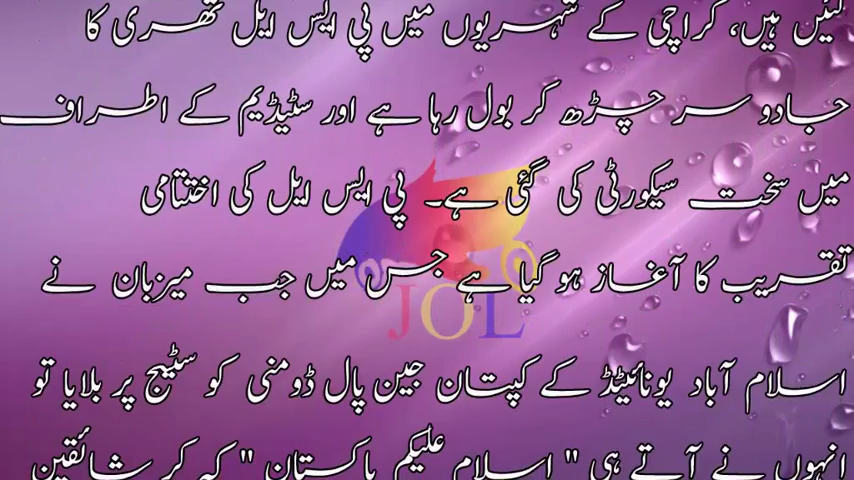 گئیں ہیں، کراچی کے شہریوں میں پی ایس ایل تھری کا
جادو سر چڑھ کر بول رہا ہے اور سٹیڈیم کے اطراف
میں سخت سیکورٹی کی گئی ہے۔ پی ایس ایل کی اختتامی
تقریب کا آغاز ہو گیا ہے جس میں جب میزبان نے
JOL
اسلام آباد یونائیٹڈ کے کپتان جین پال ڈومنی کو سٹیج پر بلایا تو
انہوں نے آتے ہی " اسلام علیکم پاکستان " کہہ کر شائقین